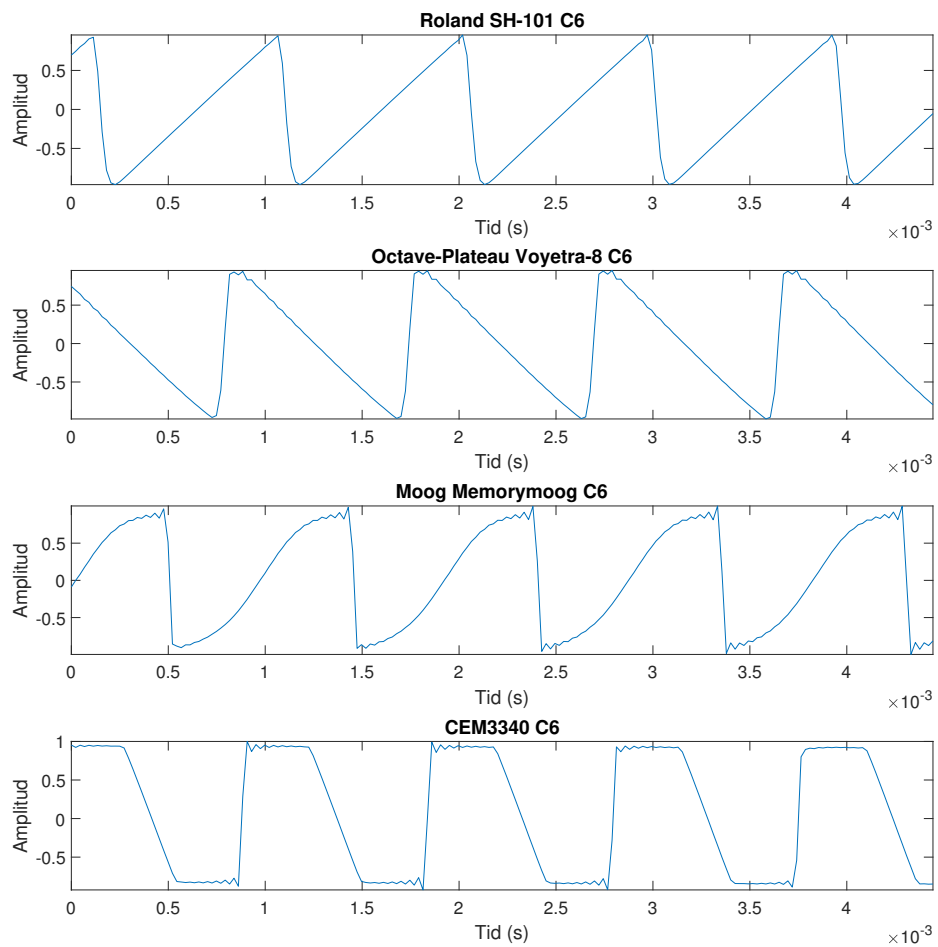 Roland SH-101 C6
0.5
0
-0.5
Amplitud
0 0.5 1 1.5 2 2.5 3 3.5 4
Tid (s)
×10-3
Octave-Plateau Voyetra-8 C6
0.5
0
-0.5
Amplitud
0 0.5 1 1.5 2 2.5 3 3.5 4
Tid (s)
×10-3
Moog Memorymoog C6
0.5
0
-0.5
Amplitud
0 0.5 1 1.5 2 2.5 3 3.5 4
Tid (s)
×10-3
CEM3340 C6
1
0.5
0
-0.5
Amplitud
0 0.5 1 1.5 2 2.5 3 3.5 4
Tid (s)
×10-3